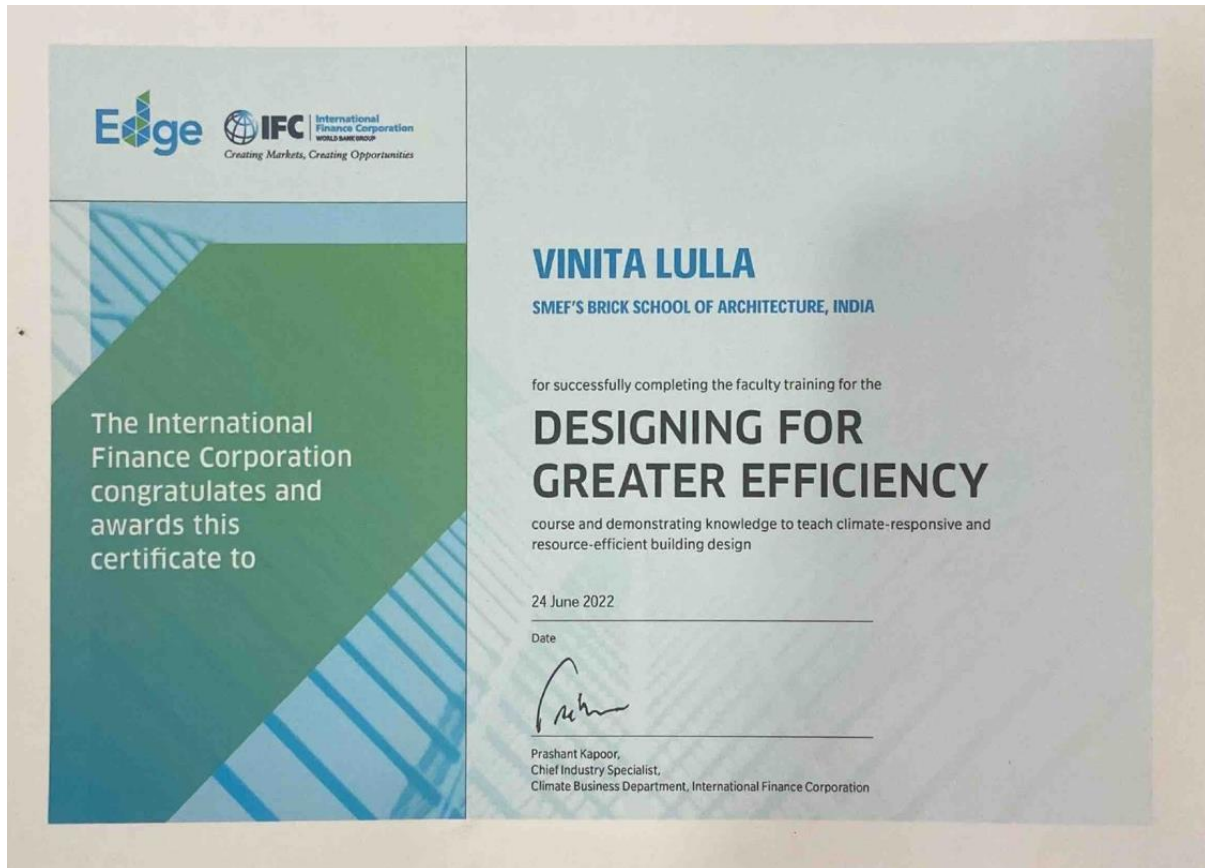 Edge
IFC
International
Finance Corporation
WORLD BANK GROUP
Creating Markets, Creating Opportunities
The International
Finance Corporation
congratulates and
awards this
certificate to
VINITA LULLA
SMEF'S BRICK SCHOOL OF ARCHITECTURE, INDIA
for successfully completing the faculty training for the
DESIGNING FOR
GREATER EFFICIENCY
course and demonstrating knowledge to teach climate-responsive and
resource-efficient building design
24 June 2022
Date
Prashant Kapoor,
Chief Industry Specialist,
Climate Business Department, International Finance Corporation